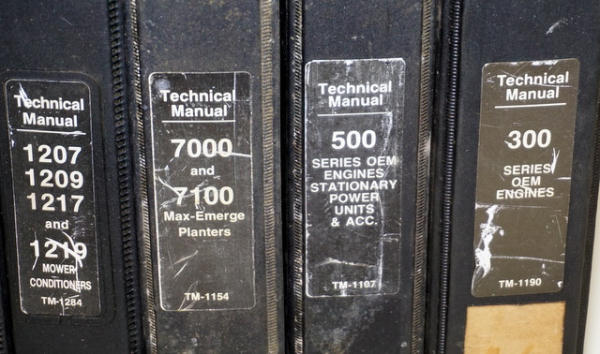 Technical
Manual
1207
1209
1217
and
1219
MOWER
CONDITIONERS
TM-1284
Technical
Manual
7000
and
7100
Max-Emerge
Planters
TM-1154
Technical
Manual
500
SERIES OEM
ENGINES
STATIONARY
POWER
UNITS
& ACC.
TM-1107
Technical
Manual
300
SERIES
OEM
ENGINES
TM-1190